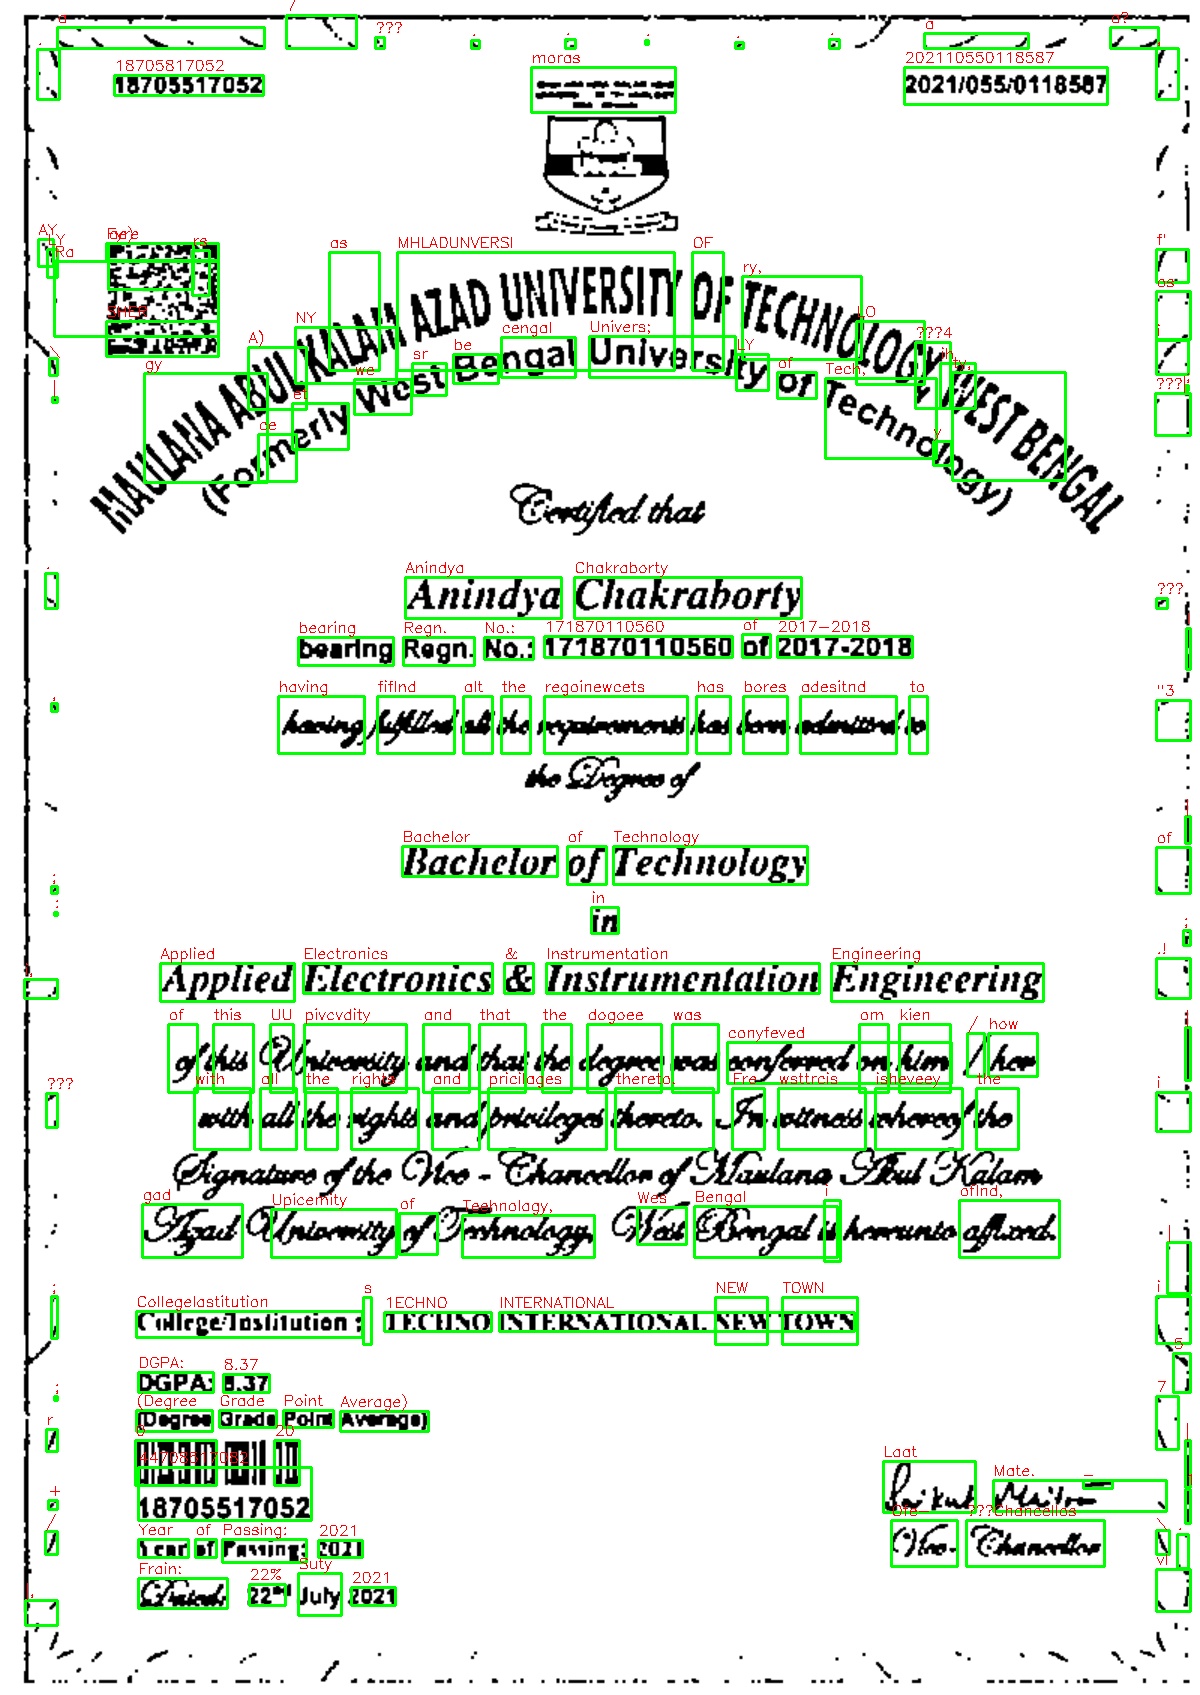 18705517052
2021/055/0118587
MAULANA ABUL KALAM AZAD UNIVERSITY OF TECHNOLOGY, WEST BENGAL
(Formerly West Bengal University of Technology)
Certified that
Anindya Chakraborty
bearing Regn. No.: 171870110560 of 2017-2018
having fulfilled all the requirements has been admitted to
the Degree of
Bachelor of Technology
in
Applied Electronics & Instrumentation Engineering
of this University and that the degree was conferred on him / her
with all the rights and privileges thereto. In witness whereof the
Signature of the Vice - Chancellor of Maulana Abul Kalam
Azad University of Technology, West Bengal is hereunto affixed.
College/Institution : TECHNO INTERNATIONAL NEW TOWN
DGPA: 8.37
(Degree Grade Point Average)
18705517052
Year of Passing: 2021
Dated: 22nd July 2021
Vice- Chancellor